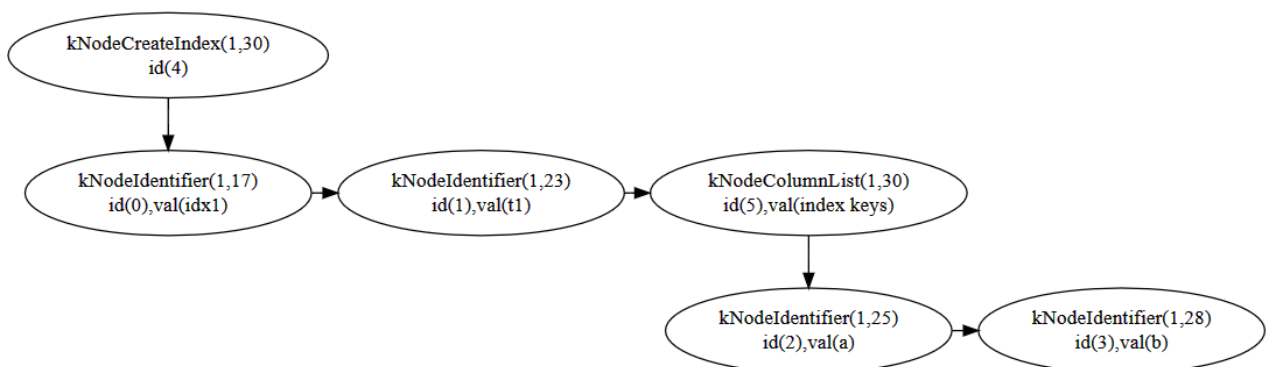 kNodeCreateIndex(1,30)
id(4)
kNodeIdentifier(1,17)
id(0),val(idx1)
kNodeIdentifier(1,23)
id(1),val(t1)
kNodeColumnList(1,30)
id(5),val(index keys)
kNodeIdentifier(1,25)
id(2),val(a)
kNodeIdentifier(1,28)
id(3),val(b)